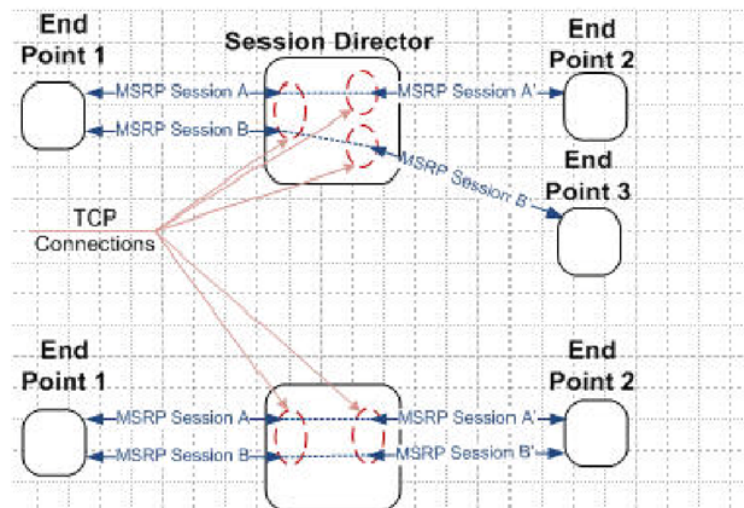 End
Point 1
Session Director
End
Point 2
MSRP Session A
MSRP Session A'
MSRP Session B
MSRP Session B
End
Point 3
TCP
Connections
End
Point 1
End
Point 2
MSRP Session A
MSRP Session A'
MSRP Session B
MSRP Session B'